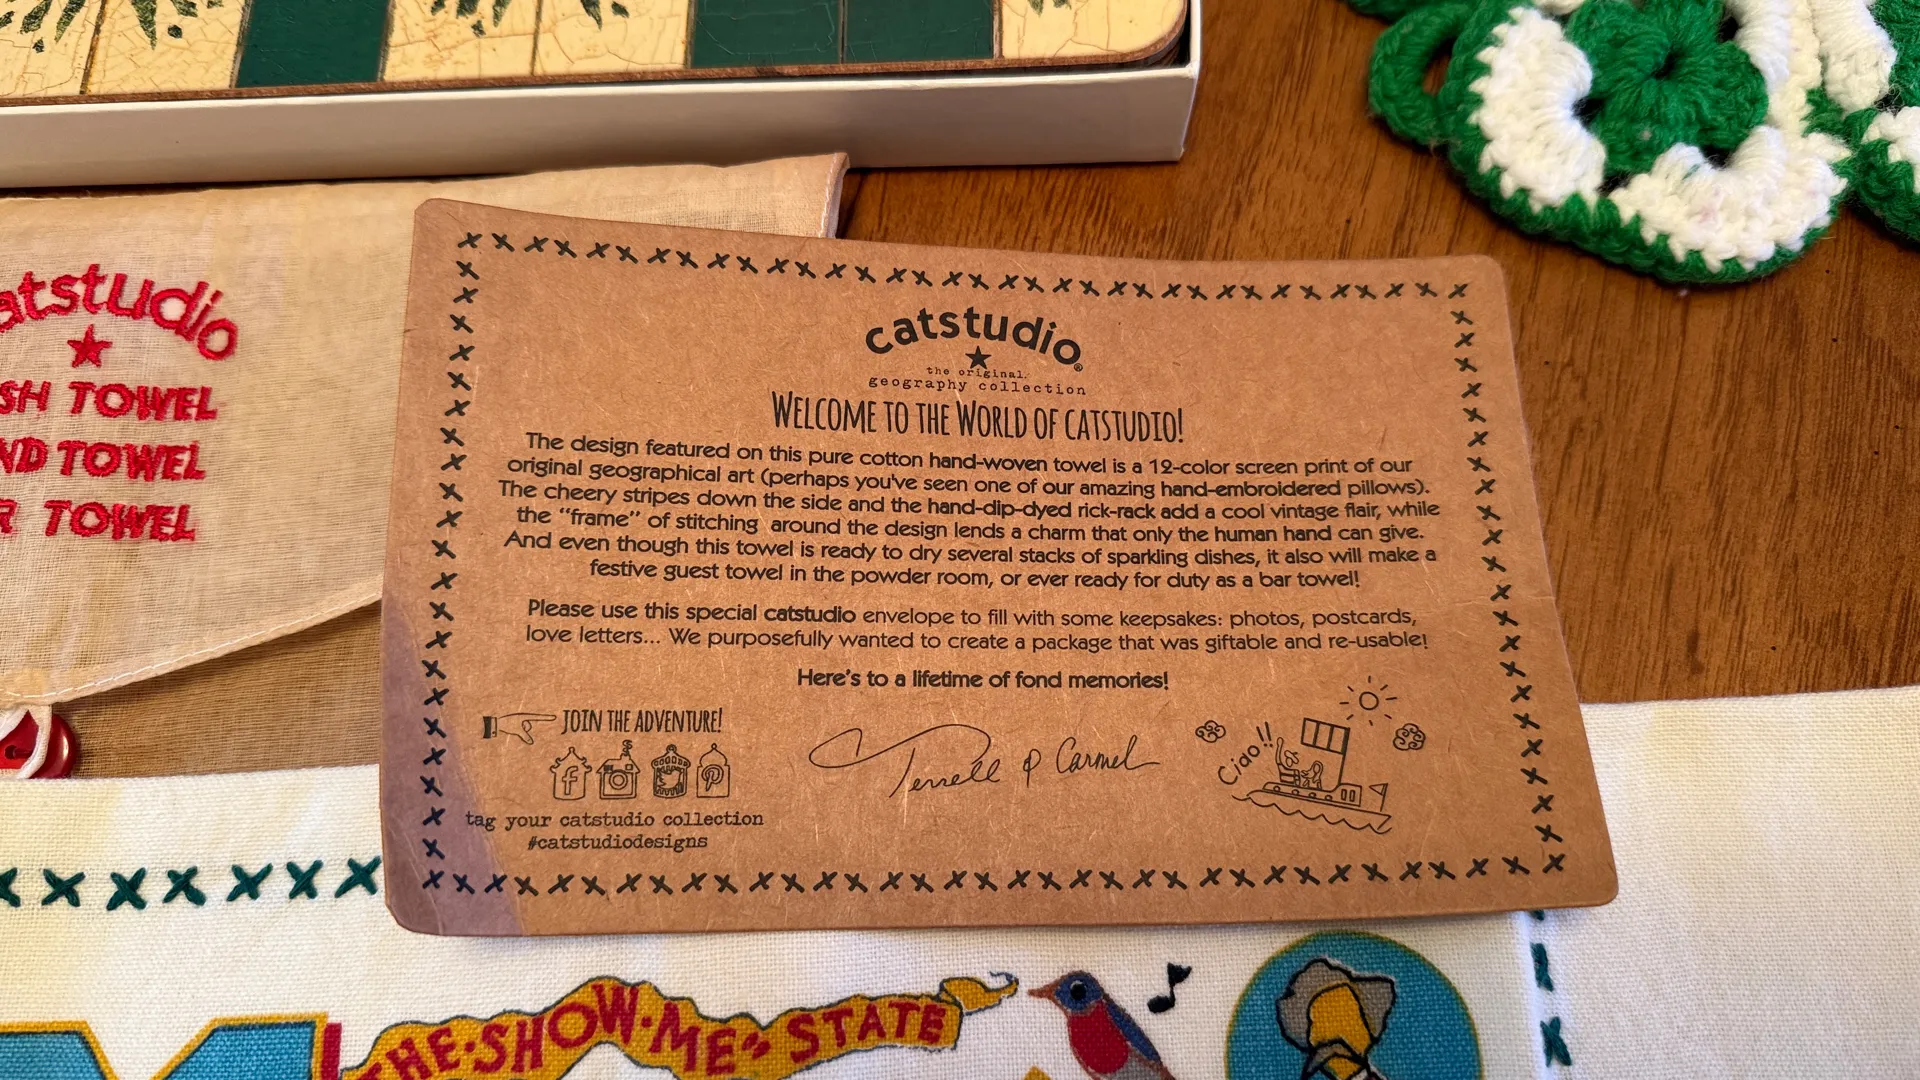 catstudio
TOWEL
TOWEL
TOWEL
catstudio®
the original.
geography collection
WELCOME TO THE WORLD OF CATSTUDIO!
The design featured on this pure cotton hand-woven towel is a 12-color screen print of our
original geographical art (perhaps you've seen one of our amazing hand-embroidered pillows).
The cheery stripes down the side and the hand-dip-dyed rick-rack add a cool vintage flair, while
the "frame" of stitching around the design lends a charm that only the human hand can give.
And even though this towel is ready to dry several stacks of sparkling dishes, it also will make a
festive guest towel in the powder room, or ever ready for duty as a bar towel!
Please use this special catstudio envelope to fill with some keepsakes: photos, postcards,
love letters... We purposefully wanted to create a package that was giftable and re-usable!
Here's to a lifetime of fond memories!
JOIN THE ADVENTURE!
tag your catstudio collection
#catstudiodesigns
Terrell & Carmel
Ciao!!
THE·SHOW·ME" STATE